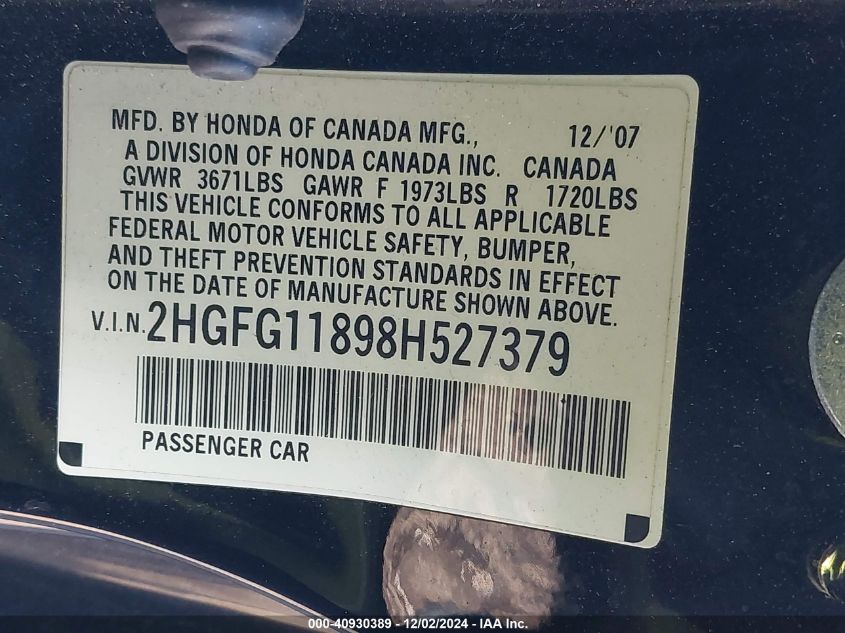 MFD. BY HONDA OF CANADA MFG., 12/'07
A DIVISION OF HONDA CANADA INC. CANADA
GVWR 3671LBS GAWR F 1973LBS R 1720LBS
THIS VEHICLE CONFORMS TO ALL APPLICABLE
FEDERAL MOTOR VEHICLE SAFETY, BUMPER,
AND THEFT PREVENTION STANDARDS IN EFFECT
ON THE DATE OF MANUFACTURE SHOWN ABOVE.
V.I.N. 2HGFG11898H527379
PASSENGER CAR
000-40930389 - 12/02/2024 - IAA Inc.